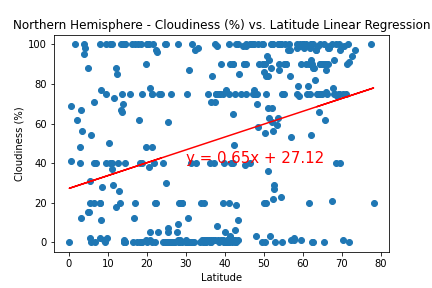 Northern Hemisphere - Cloudiness (%) vs. Latitude Linear Regression
100
80
60
40
20
0
Cloudiness (%)
y = 0.65x + 27.12
0 10 20 30 40 50 60 70 80
Latitude